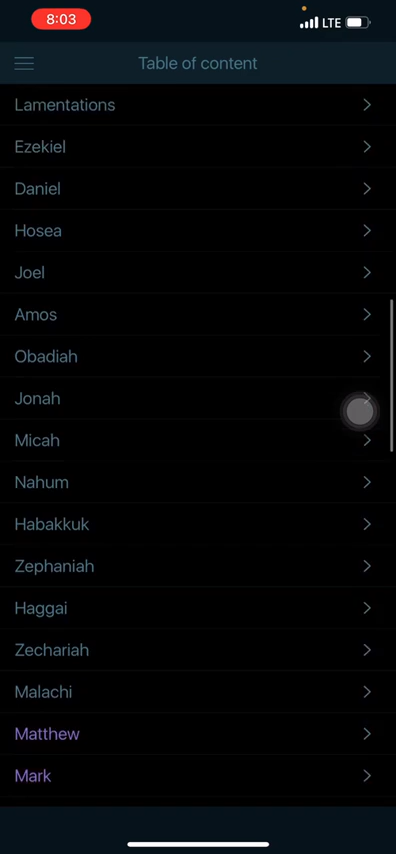 8:03
LTE
Table of content
Lamentations
Ezekiel
Daniel
Hosea
Joel
Amos
Obadiah
Jonah
Micah
Nahum
Habakkuk
Zephaniah
Haggai
Zechariah
Malachi
Matthew
Mark